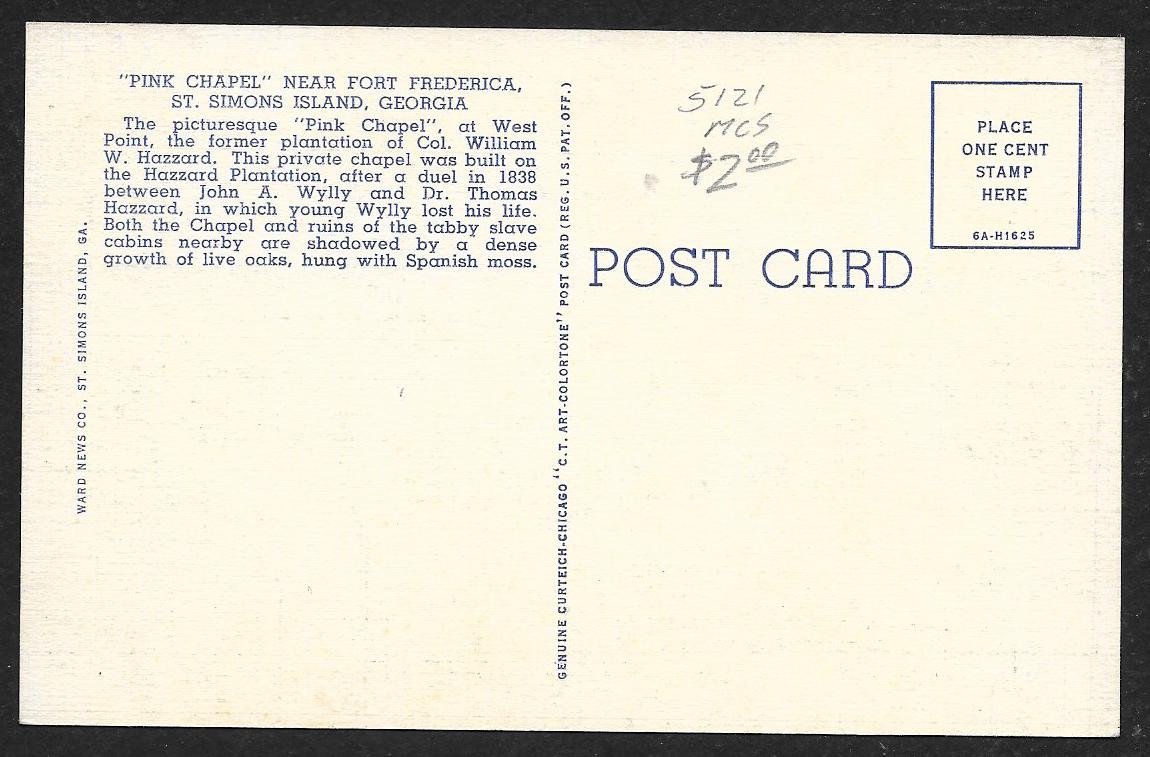 "PINK CHAPEL" NEAR FORT FREDERICA,
ST. SIMONS ISLAND, GEORGIA
The picturesque "Pink Chapel", at West
Point, the former plantation of Col. William
W. Hazzard. This private chapel was built on
the Hazzard Plantation, after a duel in 1838
between John A. Wylly and Dr. Thomas
Hazzard, in which young Wylly lost his life.
Both the Chapel and ruins of the tabby slave
cabins nearby are shadowed by a dense
growth of live oaks, hung with Spanish moss.
WARD NEWS CO., ST. SIMONS ISLAND, GA.
GENUINE CURTEICH-CHICAGO "C.T. ART-COLORTONE" POST CARD (REG. U.S. PAT. OFF.)
5121
MCS
$2.00
POST CARD
PLACE
ONE CENT
STAMP
HERE
6A-H1625